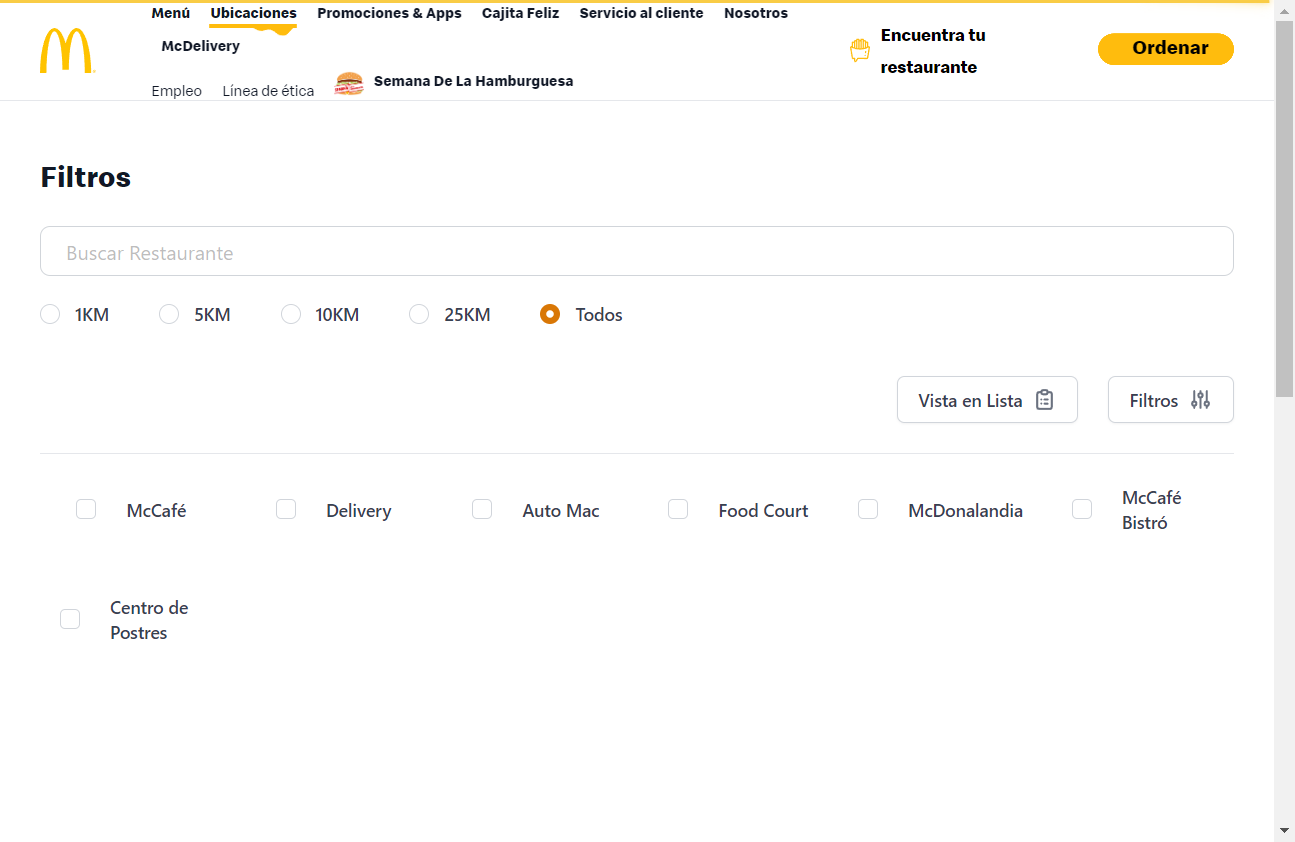 Menú Ubicaciones Promociones & Apps Cajita Feliz Servicio al cliente Nosotros
McDelivery
Encuentra tu
restaurante
Ordenar
Empleo Línea de ética Semana De La Hamburguesa
Filtros
Buscar Restaurante
1KM 5KM 10KM 25KM Todos
Vista en Lista Filtros
McCafé Delivery Auto Mac Food Court McDonalandia McCafé
Bistró
Centro de
Postres